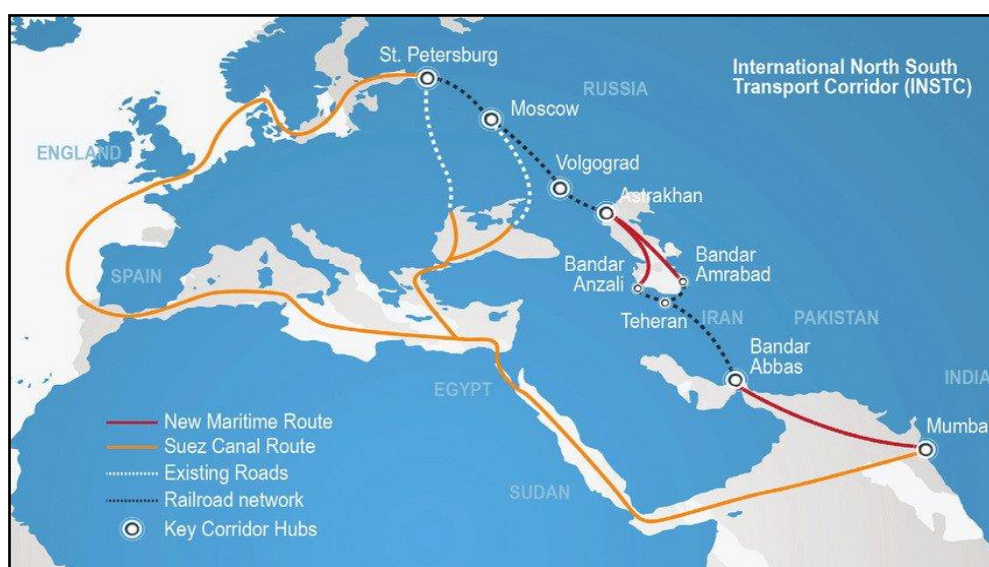 St. Petersburg
RUSSIA
International North South
Transport Corridor (INSTC)
Moscow
ENGLAND
Volgograd
Astrakhan
SPAIN
Bandar
Anzali
Bandar
Amrabad
Teheran
IRAN
PAKISTAN
Bandar
Abbas
EGYPT
INDIA
New Maritime Route
Suez Canal Route
Existing Roads
Railroad network
Key Corridor Hubs
Mumba
SUDAN